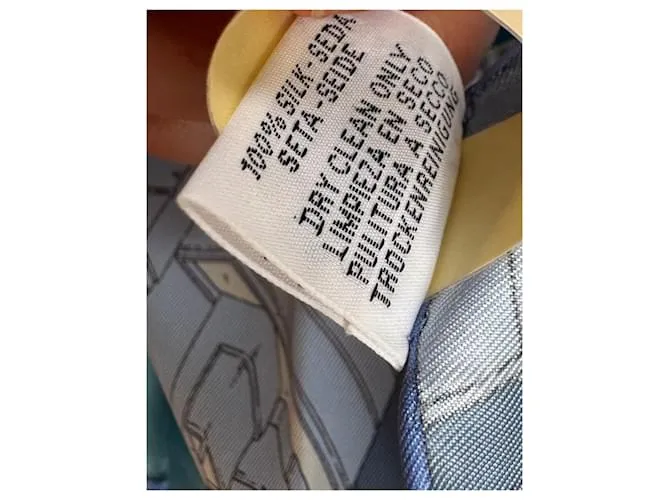 100% SILK-SEDA
SETA-SEIDE
DRY CLEAN ONLY
LIMPIEZA EN SECO
PULITURA A SECCO
TROCKENREINIGUNG